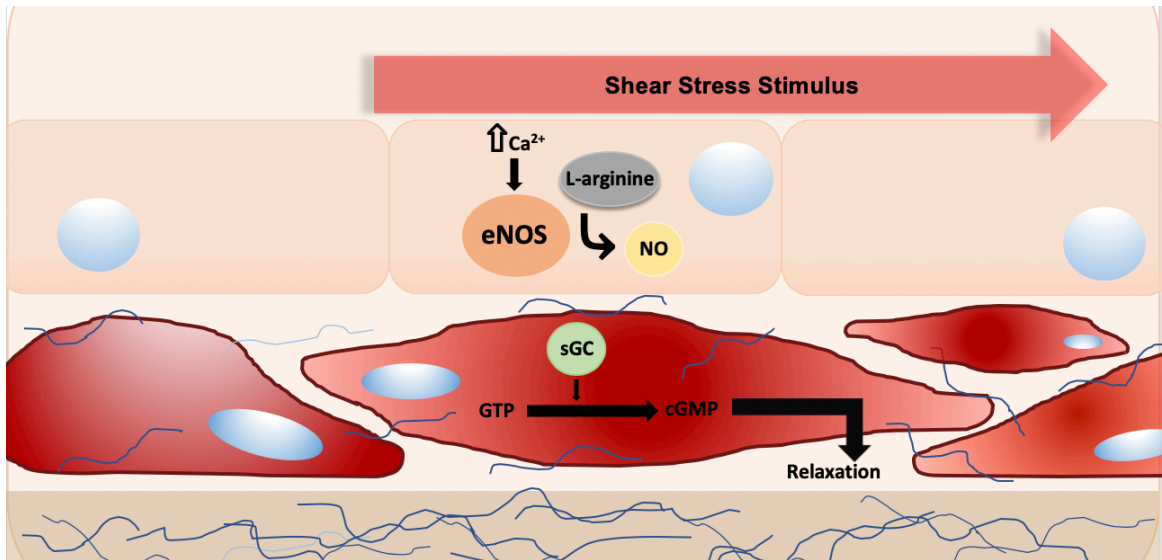 Shear Stress Stimulus
Ca²⁺
L-arginine
eNOS
NO
sGC
GTP
cGMP
Relaxation